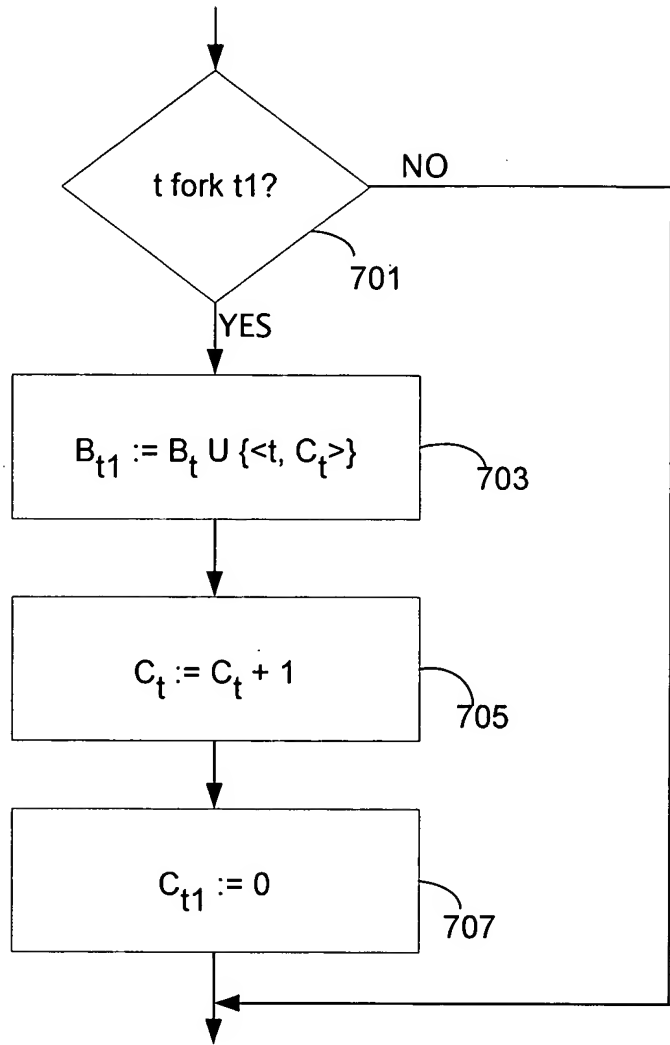 t fork t1?
NO
701
YES
B_t1 := B_t U {<t, C_t>}
703
C_t := C_t + 1
705
C_t1 := 0
707